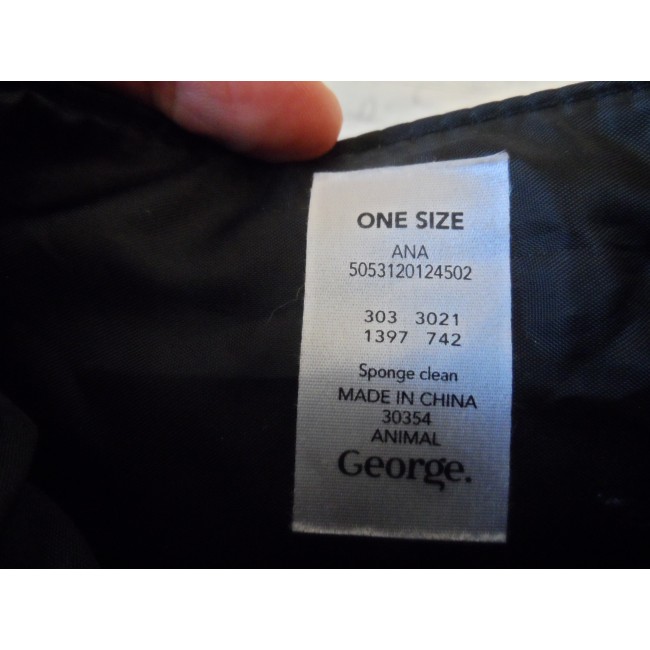 ONE SIZE
ANA
5053120124502
303 3021
1397 742
Sponge clean
MADE IN CHINA
30354
ANIMAL
George.